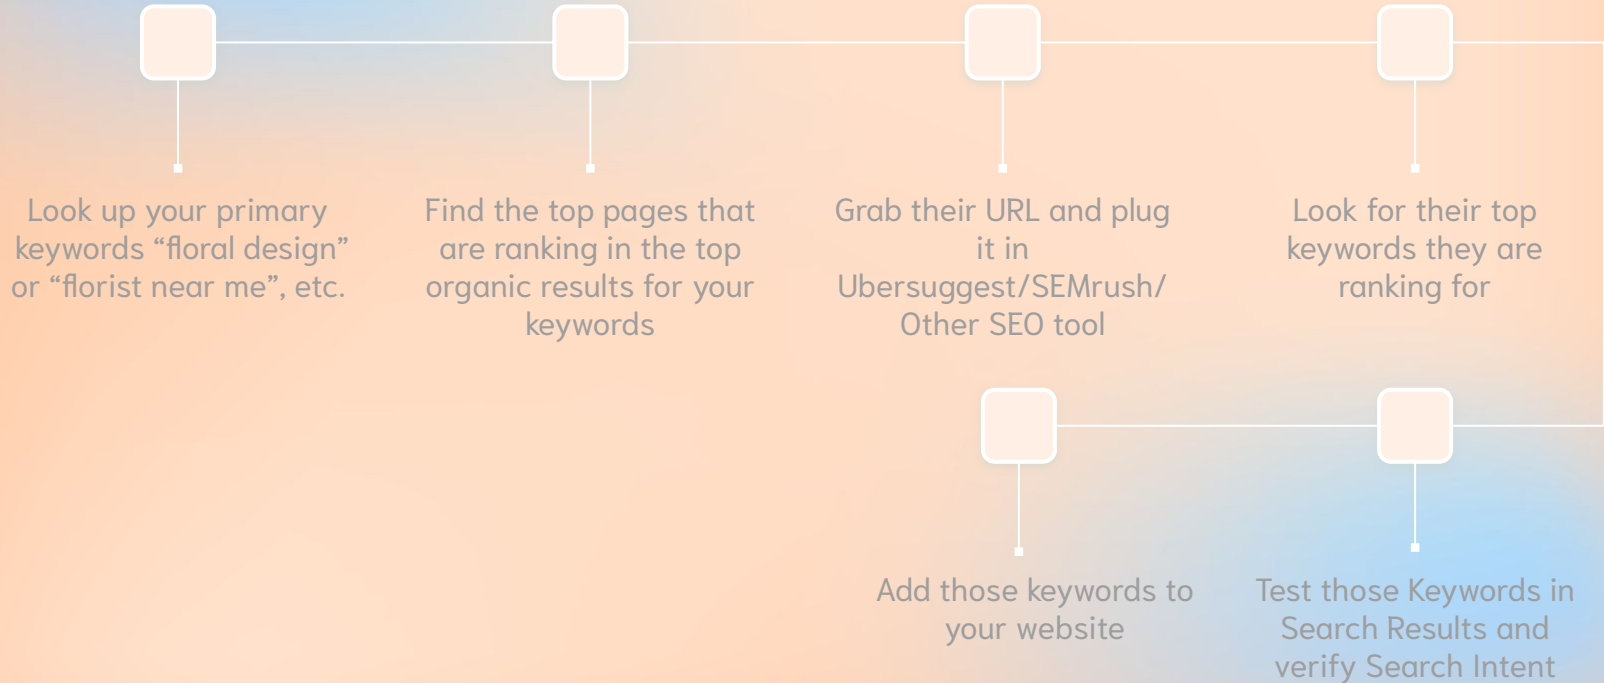 Look up your primary
keywords “floral design”
or “florist near me”, etc.
Find the top pages that
are ranking in the top
organic results for your
keywords
Grab their URL and plug
it in
Ubersuggest/SEMrush/
Other SEO tool
Look for their top
keywords they are
ranking for
Add those keywords to
your website
Test those Keywords in
Search Results and
verify Search Intent